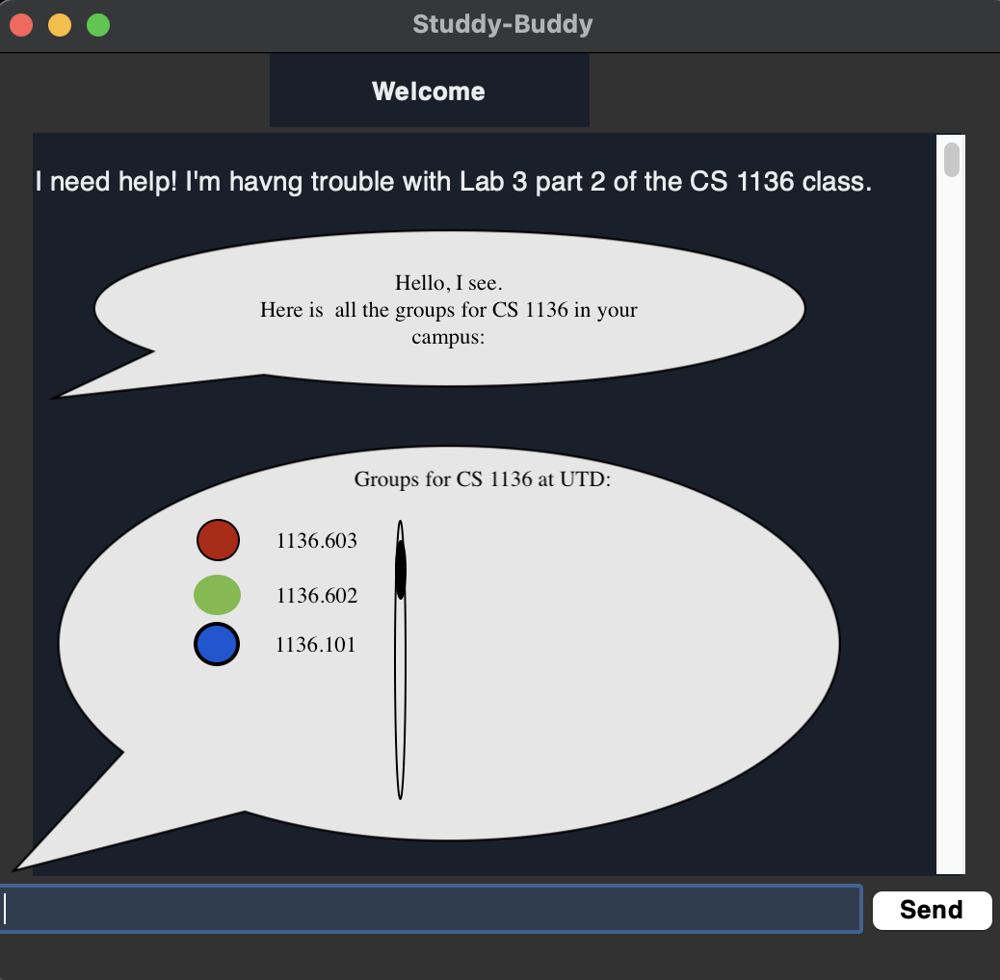 Studdy-Buddy
Welcome
I need help! I'm havng trouble with Lab 3 part 2 of the CS 1136 class.
Hello, I see.
Here is  all the groups for CS 1136 in your
campus:
Groups for CS 1136 at UTD:
1136.603
1136.602
1136.101
Send